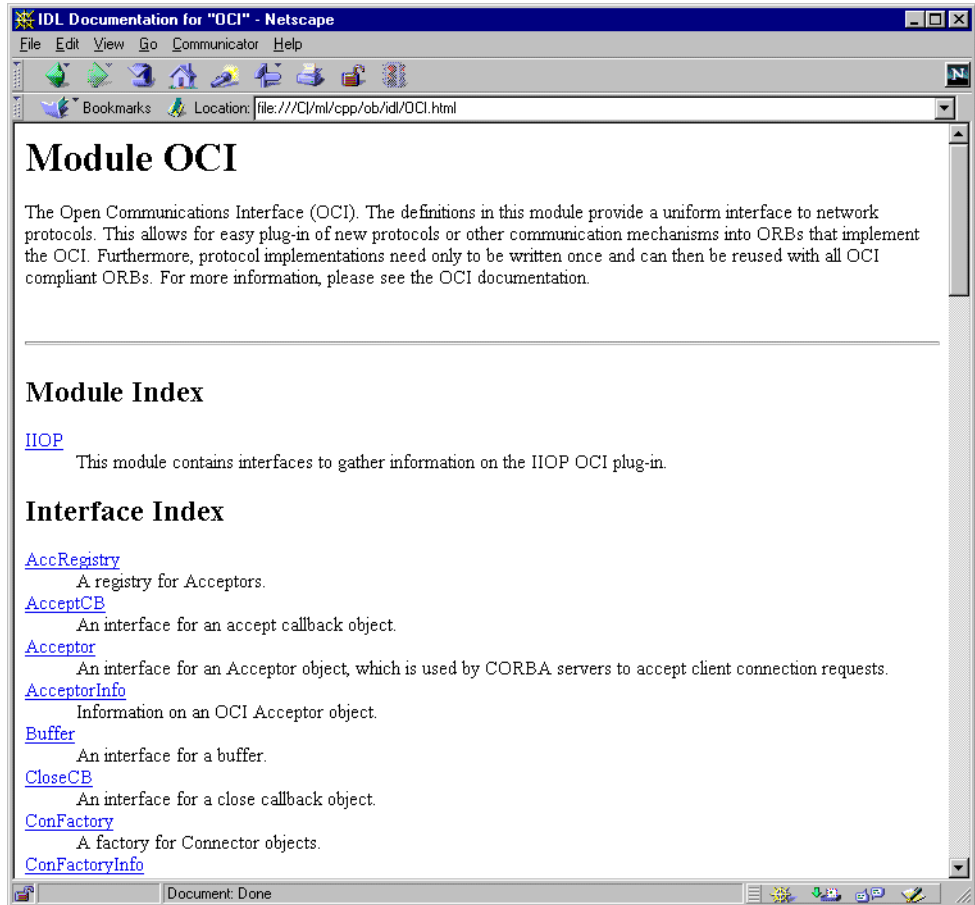 IDL Documentation for "OCI" - Netscape
File Edit View Go Communicator Help
N
Bookmarks Location: file:///C|/ml/cpp/ob/idl/OCI.html
Module OCI
The Open Communications Interface (OCI). The definitions in this module provide a uniform interface to network
protocols. This allows for easy plug-in of new protocols or other communication mechanisms into ORBs that implement
the OCI. Furthermore, protocol implementations need only to be written once and can then be reused with all OCI
compliant ORBs. For more information, please see the OCI documentation.
Module Index
IIOP
This module contains interfaces to gather information on the IIOP OCI plug-in.
Interface Index
AccRegistry
A registry for Acceptors.
AcceptCB
An interface for an accept callback object.
Acceptor
An interface for an Acceptor object, which is used by CORBA servers to accept client connection requests.
AcceptorInfo
Information on an OCI Acceptor object.
Buffer
An interface for a buffer.
CloseCB
An interface for a close callback object.
ConFactory
A factory for Connector objects.
ConFactoryInfo
Document: Done